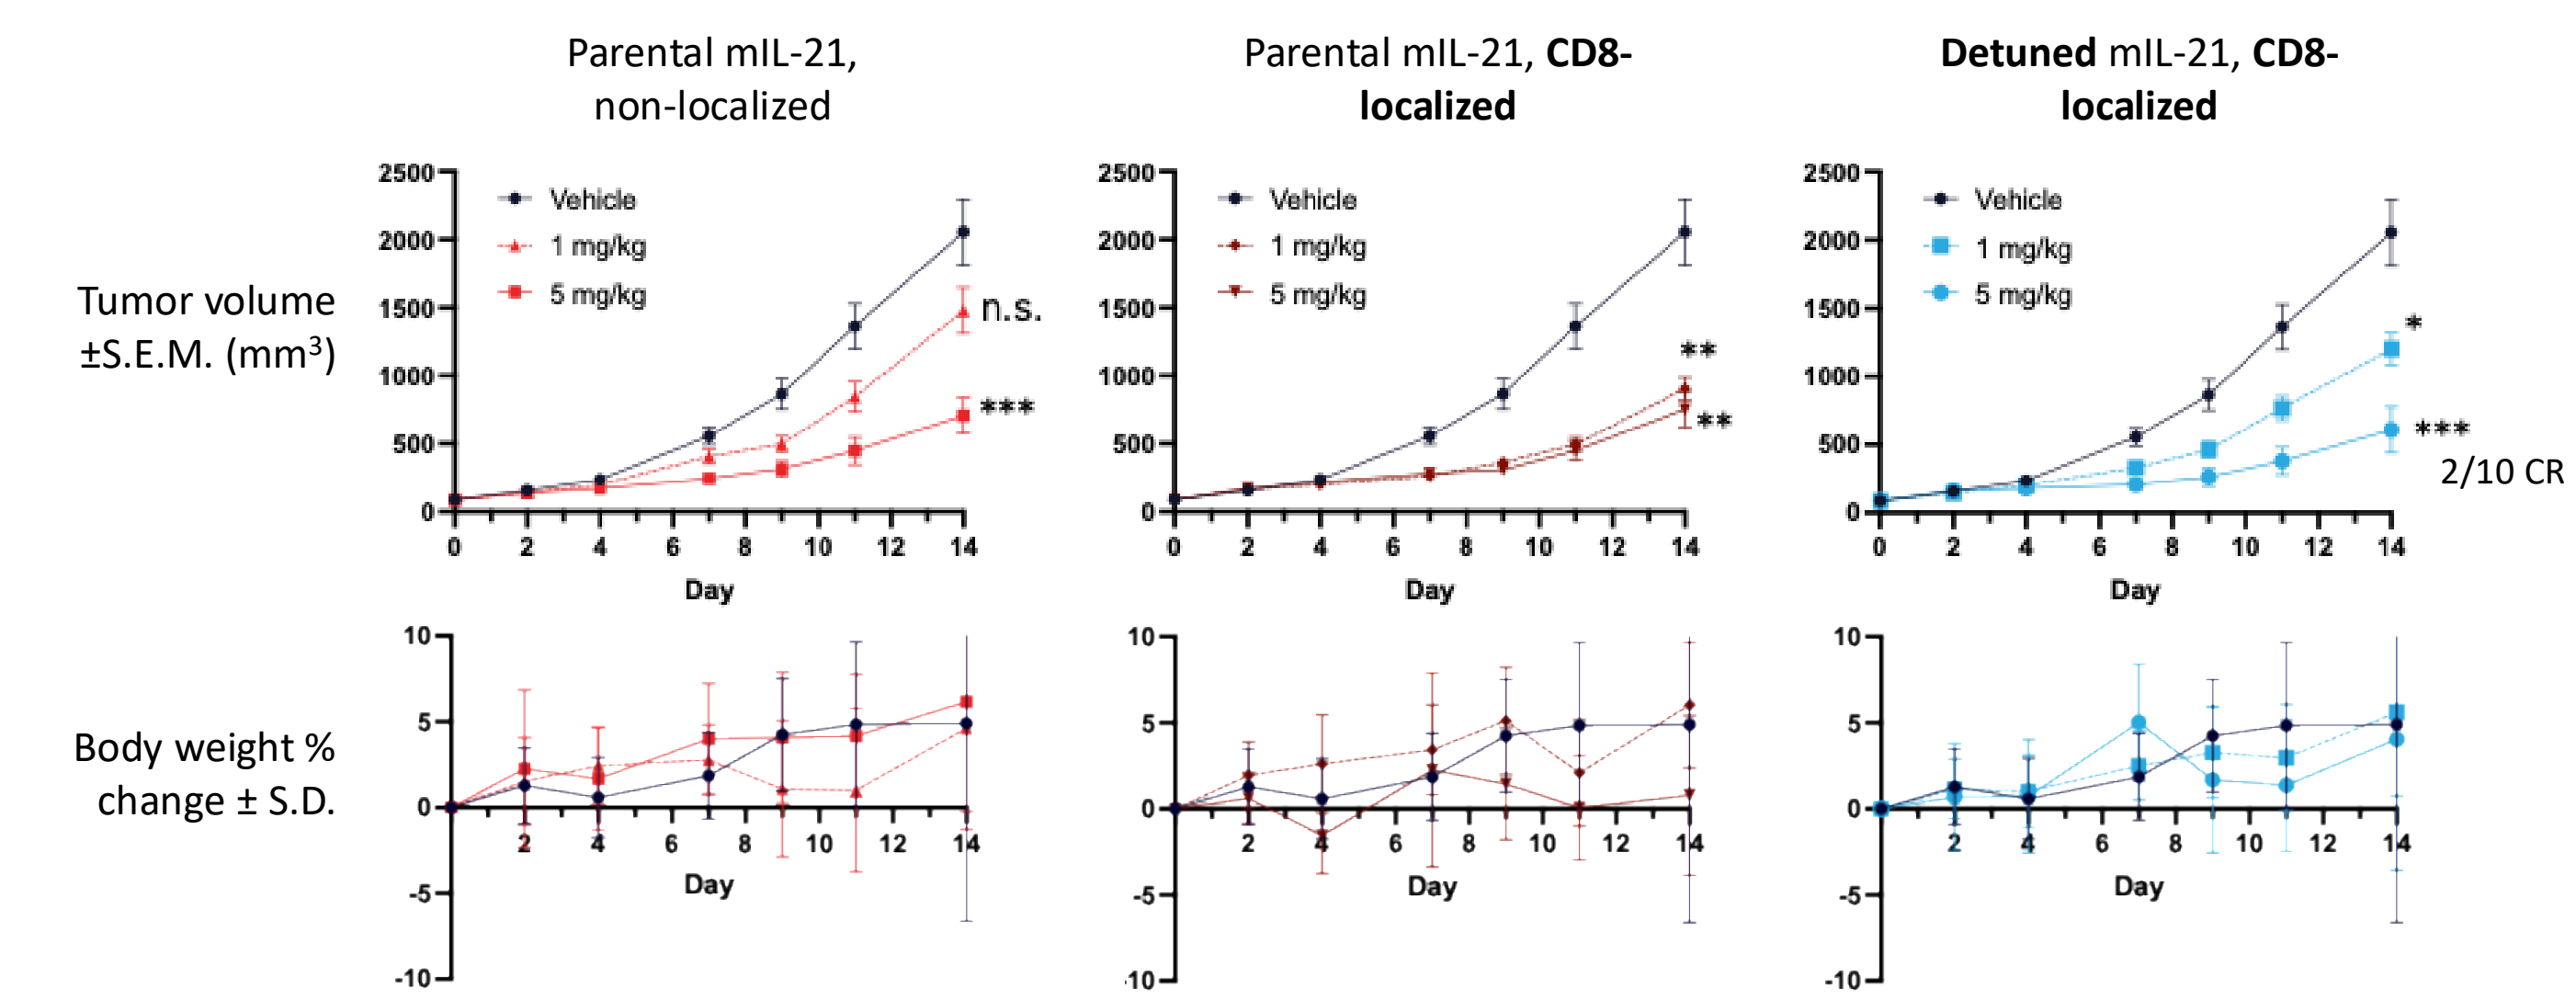 Parental mIL-21,
non-localized
Parental mIL-21, CD8-
localized
Detuned mIL-21, CD8-
localized
Tumor volume
±S.E.M. (mm³)
2500
2000
1500
1000
500
0
0 2 4 6 8 10 12 14
Day
Vehicle
1 mg/kg
5 mg/kg
n.s.
***
2500
2000
1500
1000
500
0
0 2 4 6 8 10 12 14
Day
Vehicle
1 mg/kg
5 mg/kg
**
**
2500
2000
1500
1000
500
0
0 2 4 6 8 10 12 14
Day
Vehicle
1 mg/kg
5 mg/kg
*
***
2/10 CR
Body weight %
change ± S.D.
10
5
0
-5
-10
2 4 6 8 10 12 14
Day
10
5
0
-5
-10
2 4 6 8 10 12 14
Day
10
5
0
-5
-10
2 4 6 8 10 12 14
Day